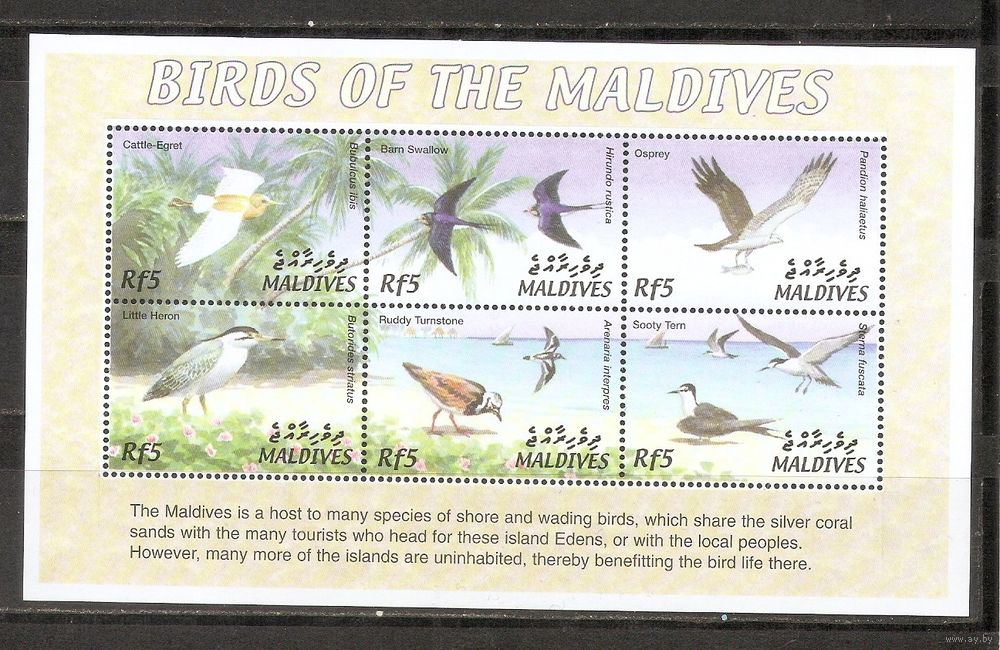 BIRDS OF THE MALDIVES
Cattle-Egret
Bubulcus ibis
Rf5
ދިވެހިރާއްޖެ
MALDIVES
Barn Swallow
Hirundo rustica
Rf5
ދިވެހިރާއްޖެ
MALDIVES
Osprey
Pandion haliaetus
Rf5
ދިވެހިރާއްޖެ
MALDIVES
Little Heron
Butorides striatus
Rf5
ދިވެހިރާއްޖެ
MALDIVES
Ruddy Turnstone
Arenaria interpres
Rf5
ދިވެހިރާއްޖެ
MALDIVES
Sooty Tern
Sterna fuscata
Rf5
ދިވެހިރާއްޖެ
MALDIVES
The Maldives is a host to many species of shore and wading birds, which share the silver coral
sands with the many tourists who head for these island Edens, or with the local peoples.
However, many more of the islands are uninhabited, thereby benefitting the bird life there.
www.ay.by